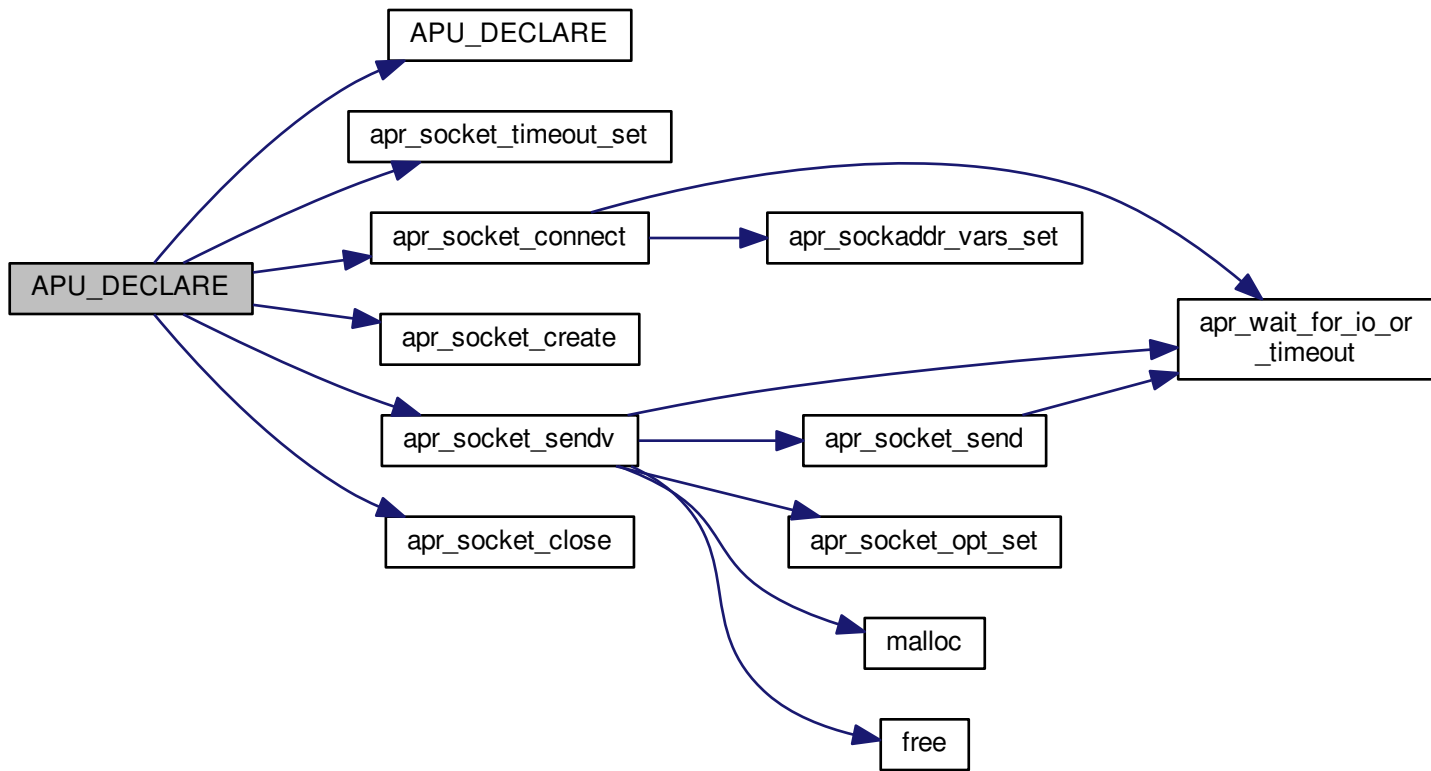 APU_DECLARE
apr_socket_timeout_set
apr_socket_connect
apr_sockaddr_vars_set
APU_DECLARE
apr_wait_for_io_or
_timeout
apr_socket_create
apr_socket_sendv
apr_socket_send
apr_socket_close
apr_socket_opt_set
malloc
free